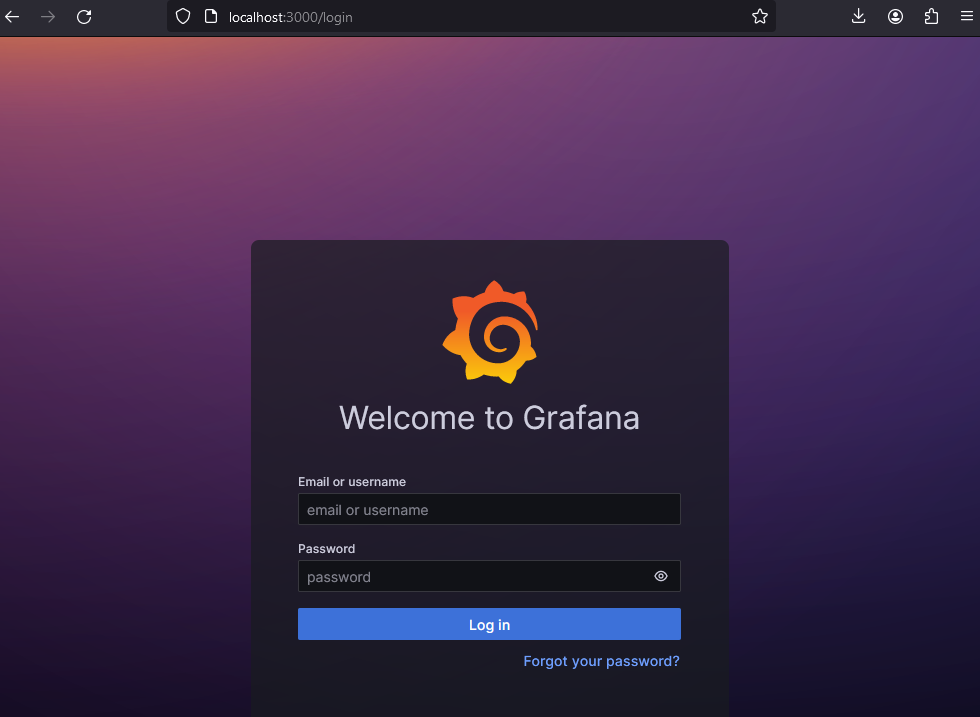 localhost:3000/login
Welcome to Grafana
Email or username
email or username
Password
password
Log in
Forgot your password?